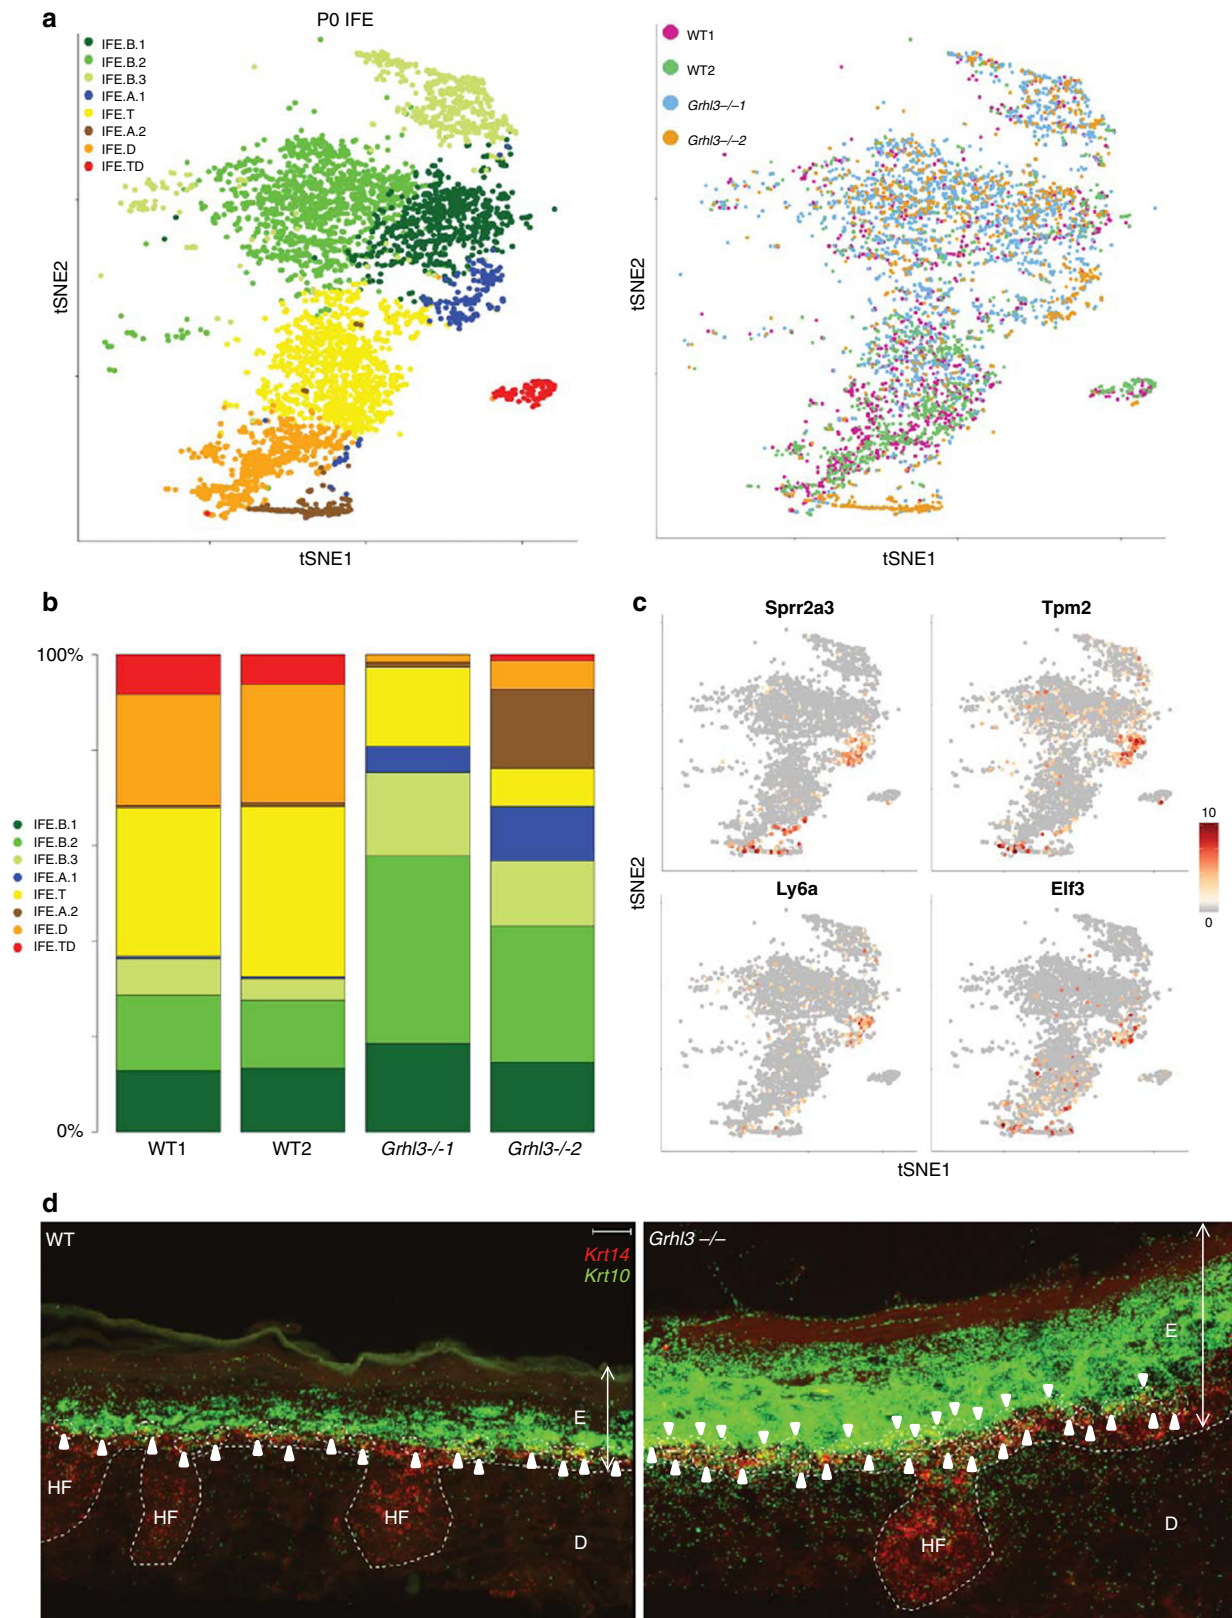 a
P0 IFE
IFE.B.1
IFE.B.2
IFE.B.3
IFE.A.1
IFE.T
IFE.A.2
IFE.D
IFE.TD
tSNE2
tSNE1
WT1
WT2
Grhl3–/–1
Grhl3–/–2
tSNE2
tSNE1
b
100%
0%
IFE.B.1
IFE.B.2
IFE.B.3
IFE.A.1
IFE.T
IFE.A.2
IFE.D
IFE.TD
WT1
WT2
Grhl3-/-1
Grhl3-/-2
c
Sprr2a3
Tpm2
Ly6a
Elf3
tSNE2
tSNE1
10
0
d
WT
Krt14
Krt10
E
HF
HF
HF
D
Grhl3 –/–
E
HF
D